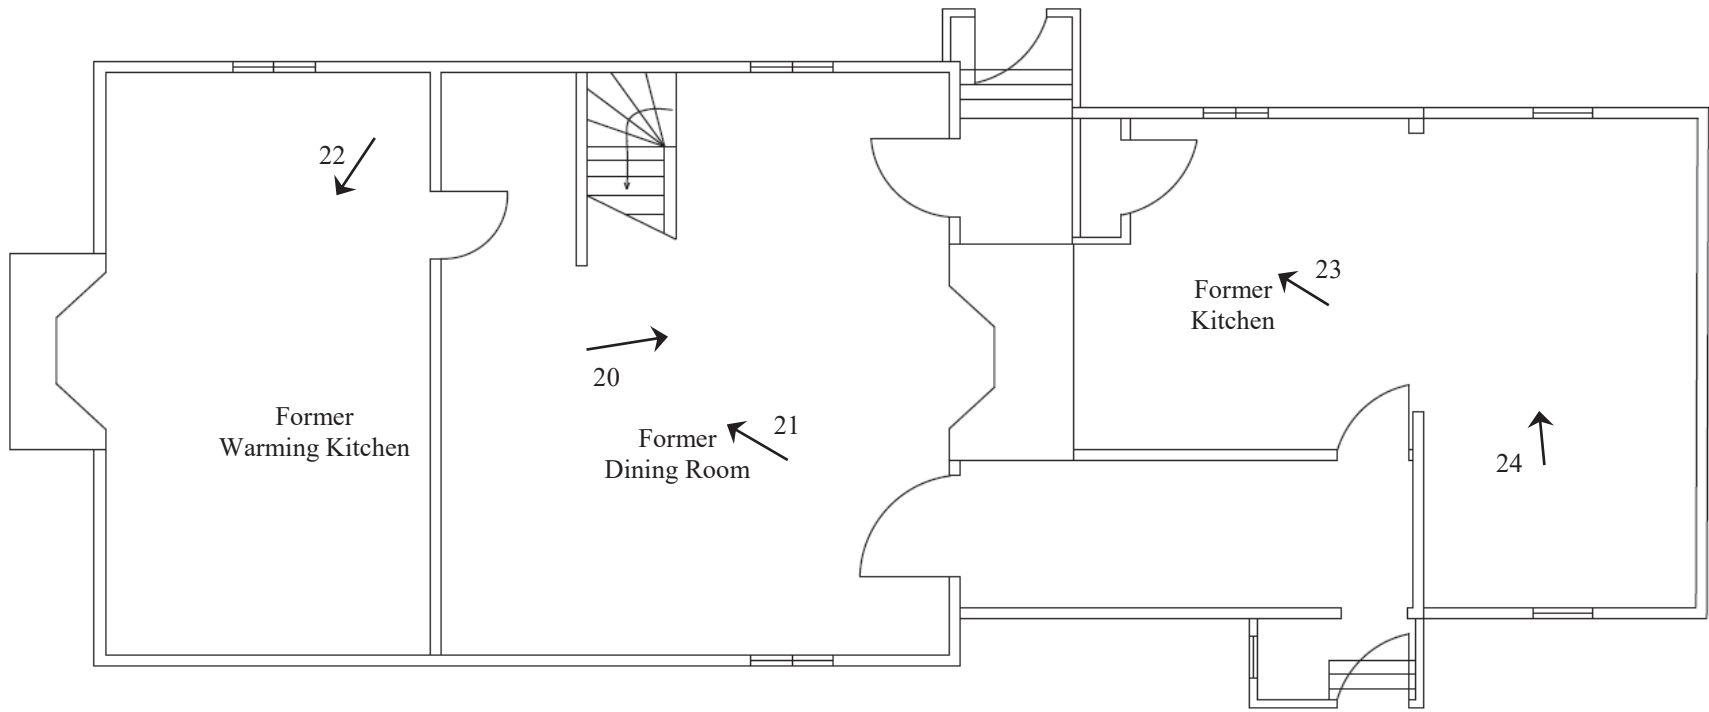 22
23
Former
Kitchen
20
Former
Warming Kitchen
21
Former
Dining Room
24